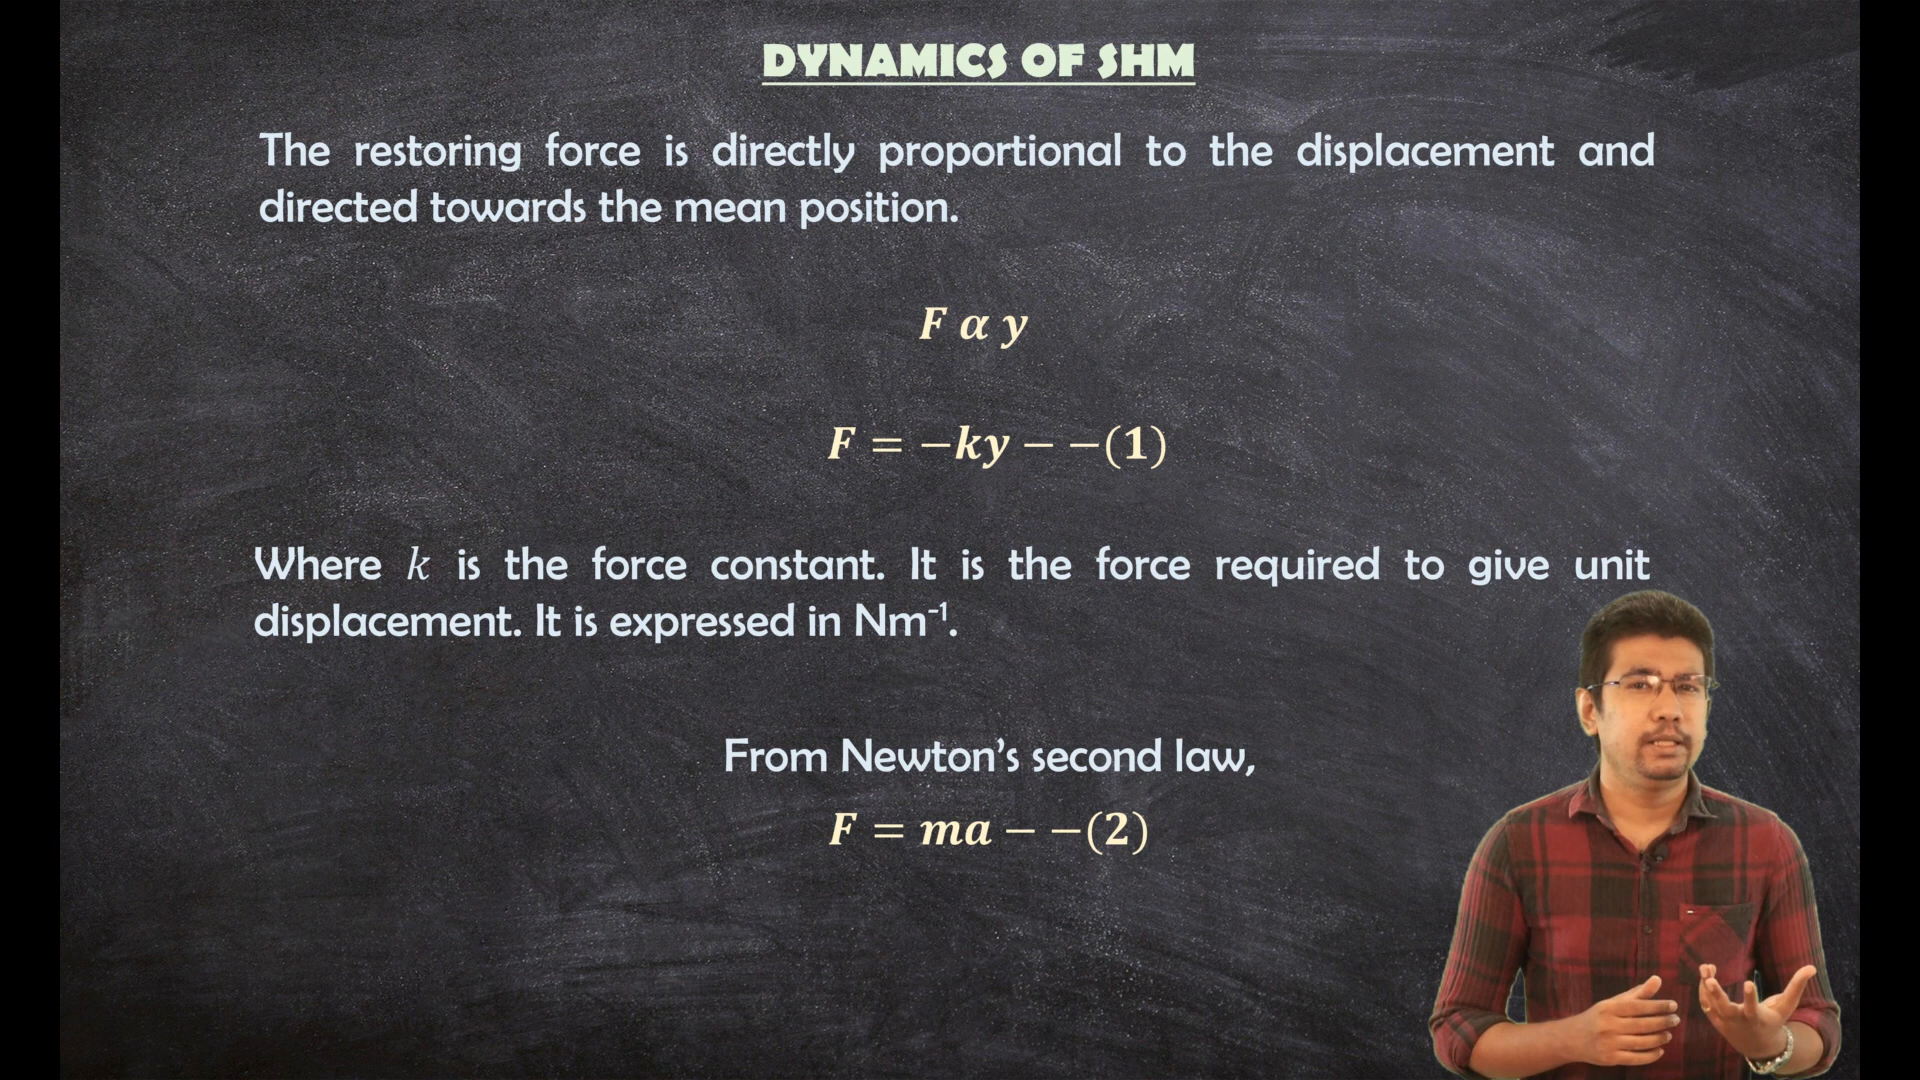 DYNAMICS OF SHM
The restoring force is directly proportional to the displacement and
directed towards the mean position.
F α y
F = −ky − −(1)
Where k is the force constant. It is the force required to give unit
displacement. It is expressed in Nm⁻¹.
From Newton’s second law,
F = ma − −(2)